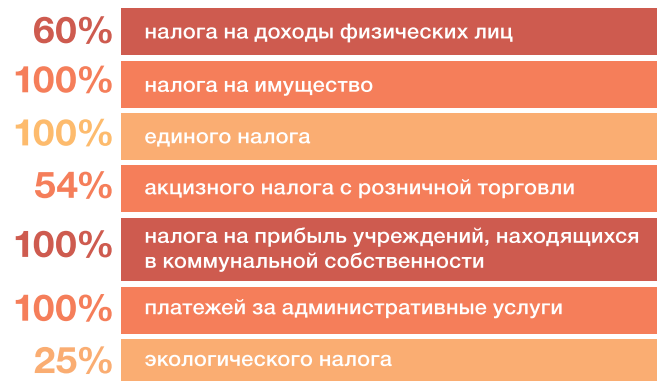 60% налога на доходы физических лиц
100% налога на имущество
100% единого налога
54% акцизного налога с розничной торговли
100% налога на прибыль учреждений, находящихся
в коммунальной собственности
100% платежей за административные услуги
25% экологического налога